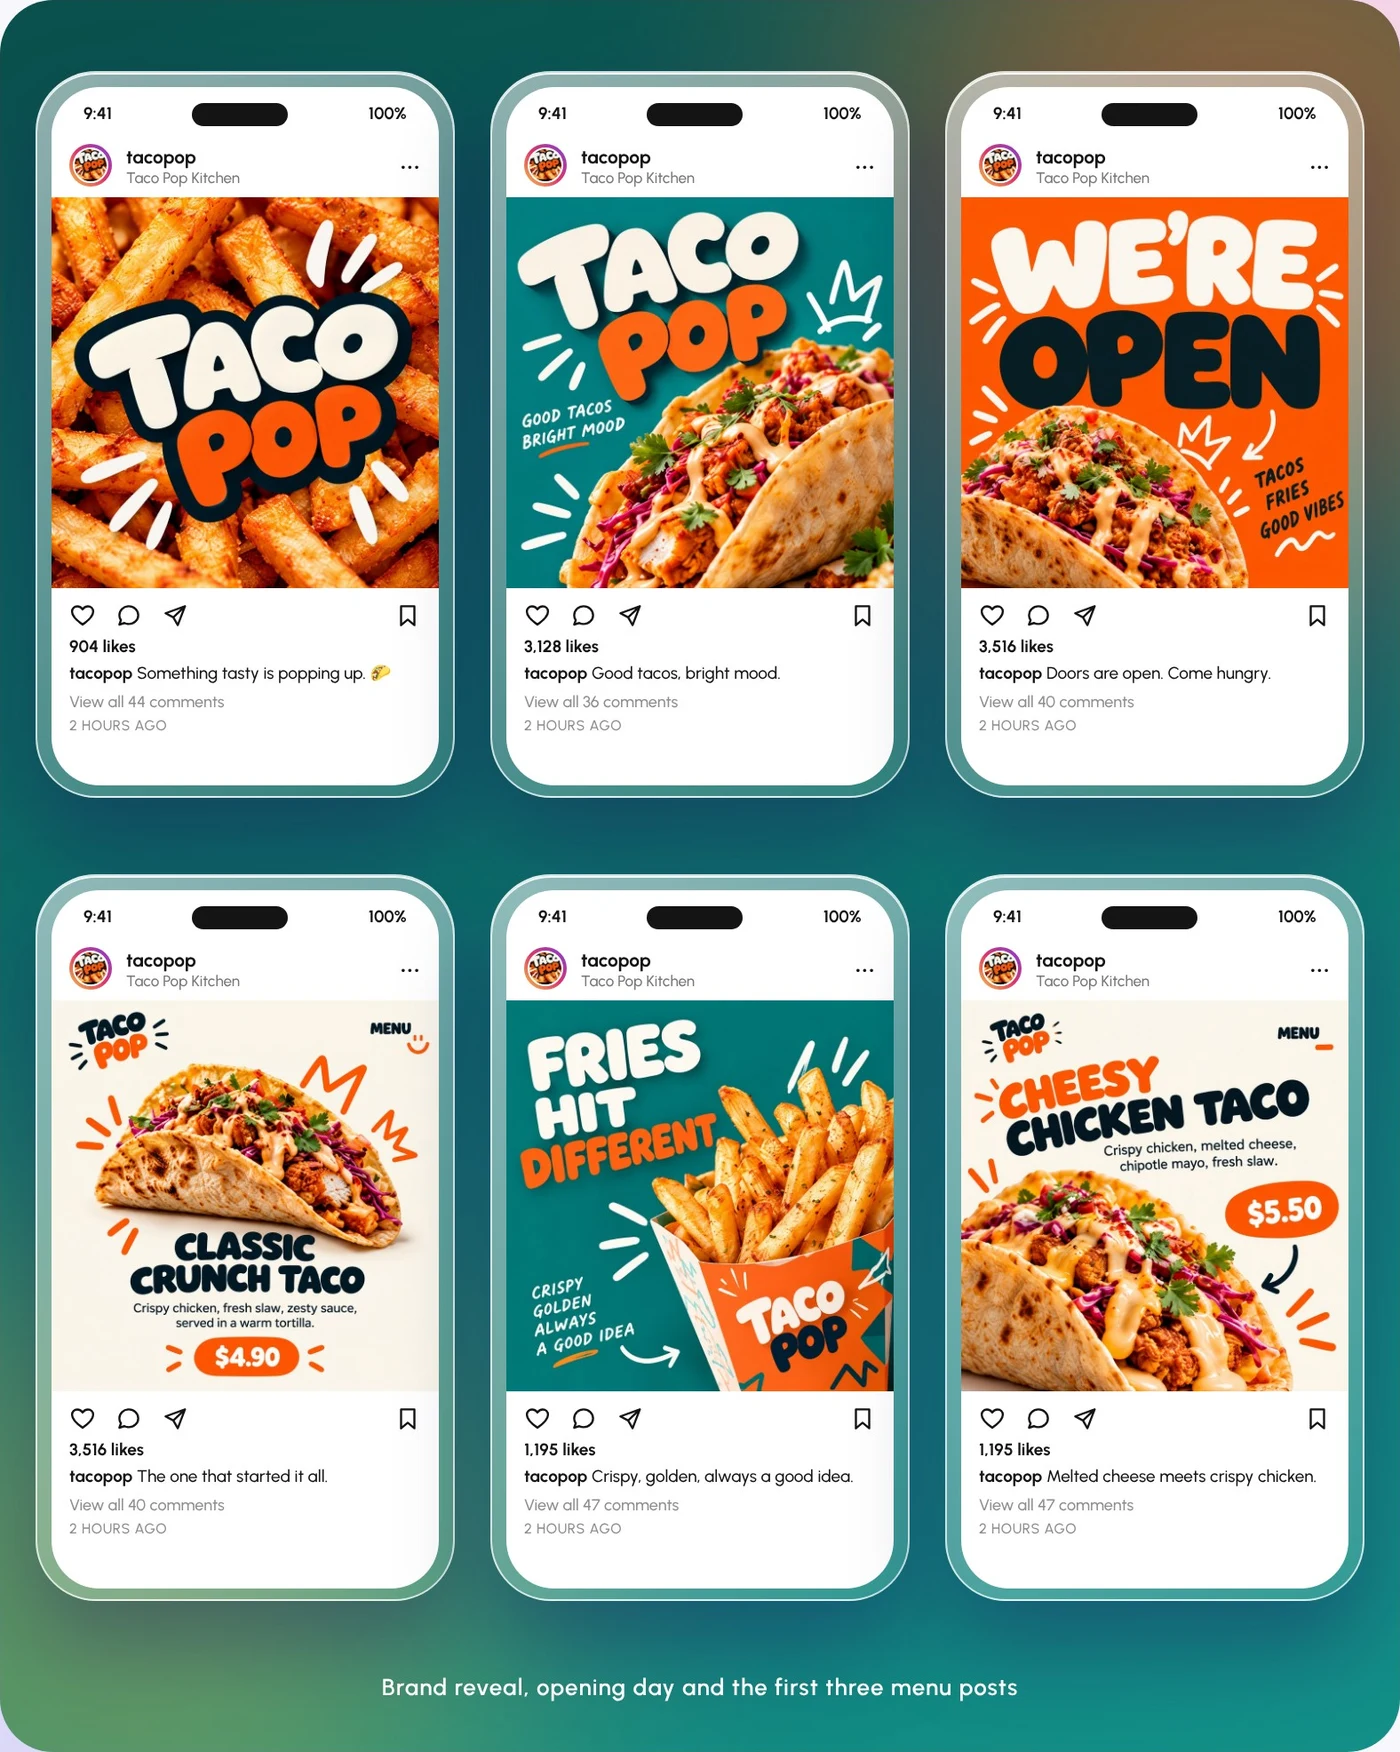 9:41
100%
tacopop
Taco Pop Kitchen
TACO
POP
904 likes
tacopop Something tasty is popping up. 🌮
View all 44 comments
2 HOURS AGO
9:41
100%
tacopop
Taco Pop Kitchen
TACO
POP
GOOD TACOS
BRIGHT MOOD
3,128 likes
tacopop Good tacos, bright mood.
View all 36 comments
2 HOURS AGO
9:41
100%
tacopop
Taco Pop Kitchen
WE'RE
OPEN
TACOS
FRIES
GOOD VIBES
3,516 likes
tacopop Doors are open. Come hungry.
View all 40 comments
2 HOURS AGO
9:41
100%
tacopop
Taco Pop Kitchen
TACO
POP
MENU
CLASSIC
CRUNCH TACO
Crispy chicken, fresh slaw, zesty sauce,
served in a warm tortilla.
$4.90
3,516 likes
tacopop The one that started it all.
View all 40 comments
2 HOURS AGO
9:41
100%
tacopop
Taco Pop Kitchen
FRIES
HIT
DIFFERENT
CRISPY
GOLDEN
ALWAYS
A GOOD IDEA
TACO
POP
1,195 likes
tacopop Crispy, golden, always a good idea.
View all 47 comments
2 HOURS AGO
9:41
100%
tacopop
Taco Pop Kitchen
TACO
POP
MENU
CHEESY
CHICKEN TACO
Crispy chicken, melted cheese,
chipotle mayo, fresh slaw.
$5.50
1,195 likes
tacopop Melted cheese meets crispy chicken.
View all 47 comments
2 HOURS AGO
Brand reveal, opening day and the first three menu posts